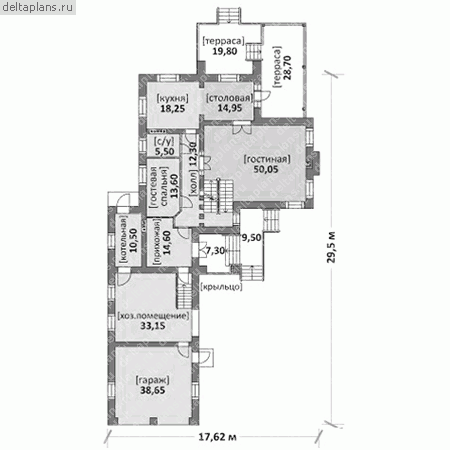 deltaplans.ru
[терраса]
19,80
[терраса]
28,70
[кухня]
18,25
[столовая]
14,95
[с/у]
5,50
12,30
[холл]
[гостиная]
50,05
[гостевая
спальня]
13,60
[котельная]
10,50
[прихожая]
14,60
7,30
9,50
[крыльцо]
[хоз.помещение]
33,15
[гараж]
38,65
29,5 м
17,62 м